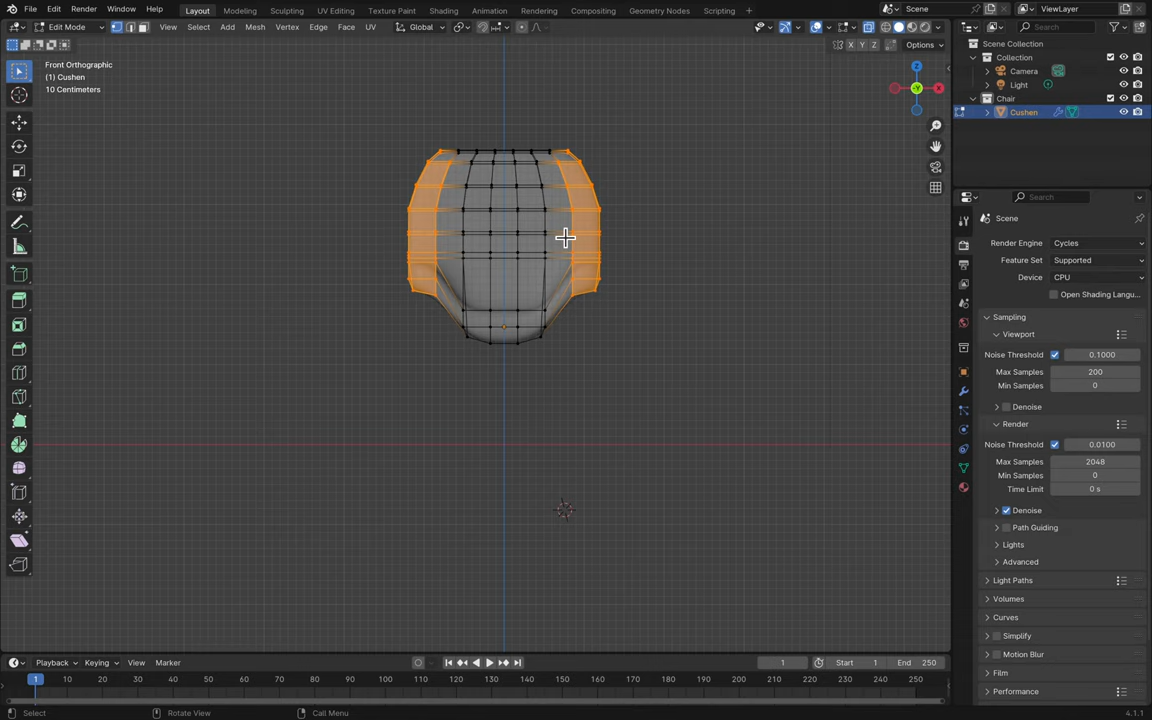 File Edit Render Window Help Layout Modeling Sculpting UV Editing Texture Paint Shading Animation Rendering Compositing Geometry Nodes Scripting + Scene ViewLayer
Edit Mode View Select Add Mesh Vertex Edge Face UV Global Search
X Y Z Options
Front Orthographic
(1) Cushen
10 Centimeters
Z
X
-Y
Scene Collection
Collection
Camera
Light
Chair
Cushen
Search
Scene
Render Engine Cycles
Feature Set Supported
Device CPU
Open Shading Langu...
Sampling
Viewport
Noise Threshold 0.1000
Max Samples 200
Min Samples 0
Denoise
Render
Noise Threshold 0.0100
Max Samples 2048
Min Samples 0
Time Limit 0 s
Denoise
Path Guiding
Lights
Advanced
Light Paths
Volumes
Curves
Simplify
Motion Blur
Film
Performance
Playback Keying View Marker 1 Start 1 End 250
1 10 20 30 40 50 60 70 80 90 100 110 120 130 140 150 160 170 180 190 200 210 220 230 240 250
Select Rotate View Call Menu 4.1.1